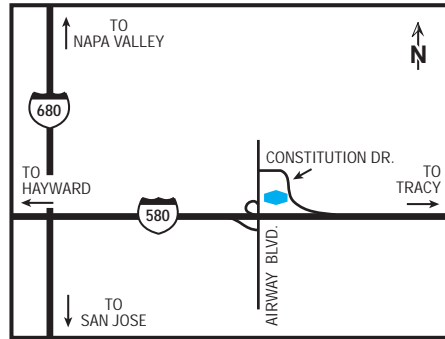 TO
NAPA VALLEY
N
680
CONSTITUTION DR.
TO
HAYWARD
TO
TRACY
580
AIRWAY BLVD.
TO
SAN JOSE